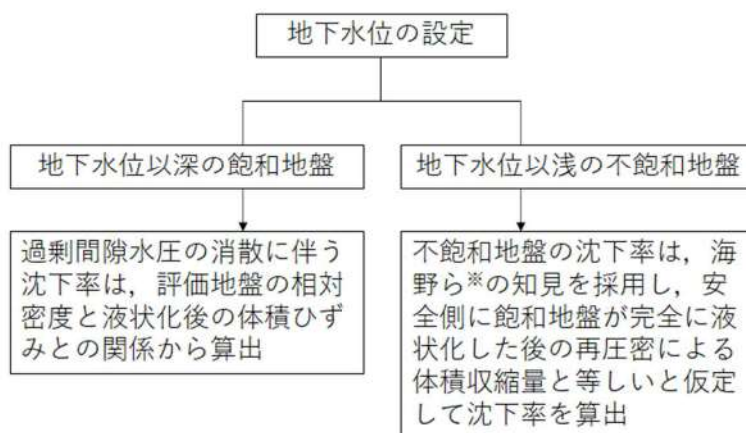 地下水位の設定
地下水位以深の飽和地盤
地下水位以浅の不飽和地盤
過剰間隙水圧の消散に伴う
沈下率は，評価地盤の相対
密度と液状化後の体積ひず
みとの関係から算出
不飽和地盤の沈下率は，海
野ら※の知見を採用し，安
全側に飽和地盤が完全に液
状化した後の再圧密による
体積収縮量と等しいと仮定
して沈下率を算出